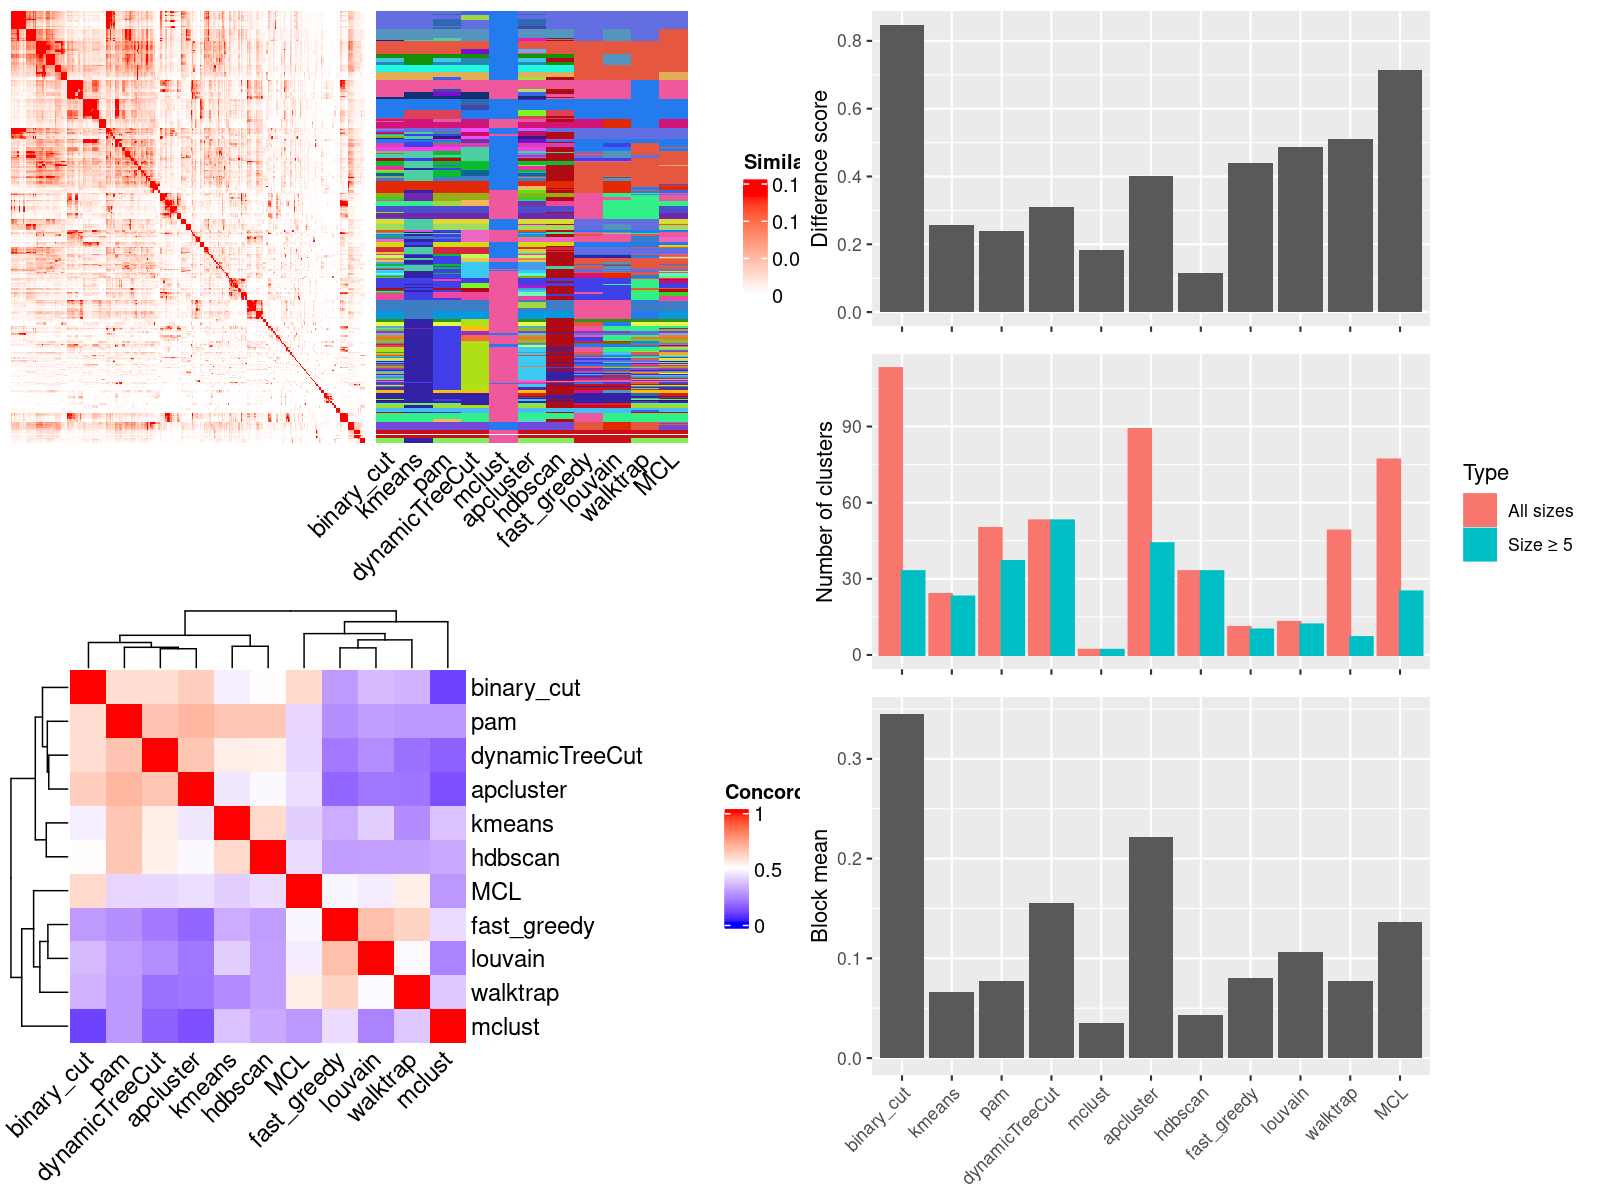 Simila
0.1
0.1
0.0
0
binary_cut
kmeans
pam
dynamicTreeCut
mclust
apcluster
hdbscan
fast_greedy
louvain
walktrap
MCL
binary_cut
pam
dynamicTreeCut
apcluster
kmeans
hdbscan
MCL
fast_greedy
louvain
walktrap
mclust
binary_cut
pam
dynamicTreeCut
apcluster
kmeans
hdbscan
MCL
fast_greedy
louvain
walktrap
mclust
Concord
1
0.5
0
Difference score
0.8
0.6
0.4
0.2
0.0
Number of clusters
90
60
30
0
Type
All sizes
Size ≥ 5
Block mean
0.3
0.2
0.1
0.0
binary_cut
kmeans
pam
dynamicTreeCut
mclust
apcluster
hdbscan
fast_greedy
louvain
walktrap
MCL